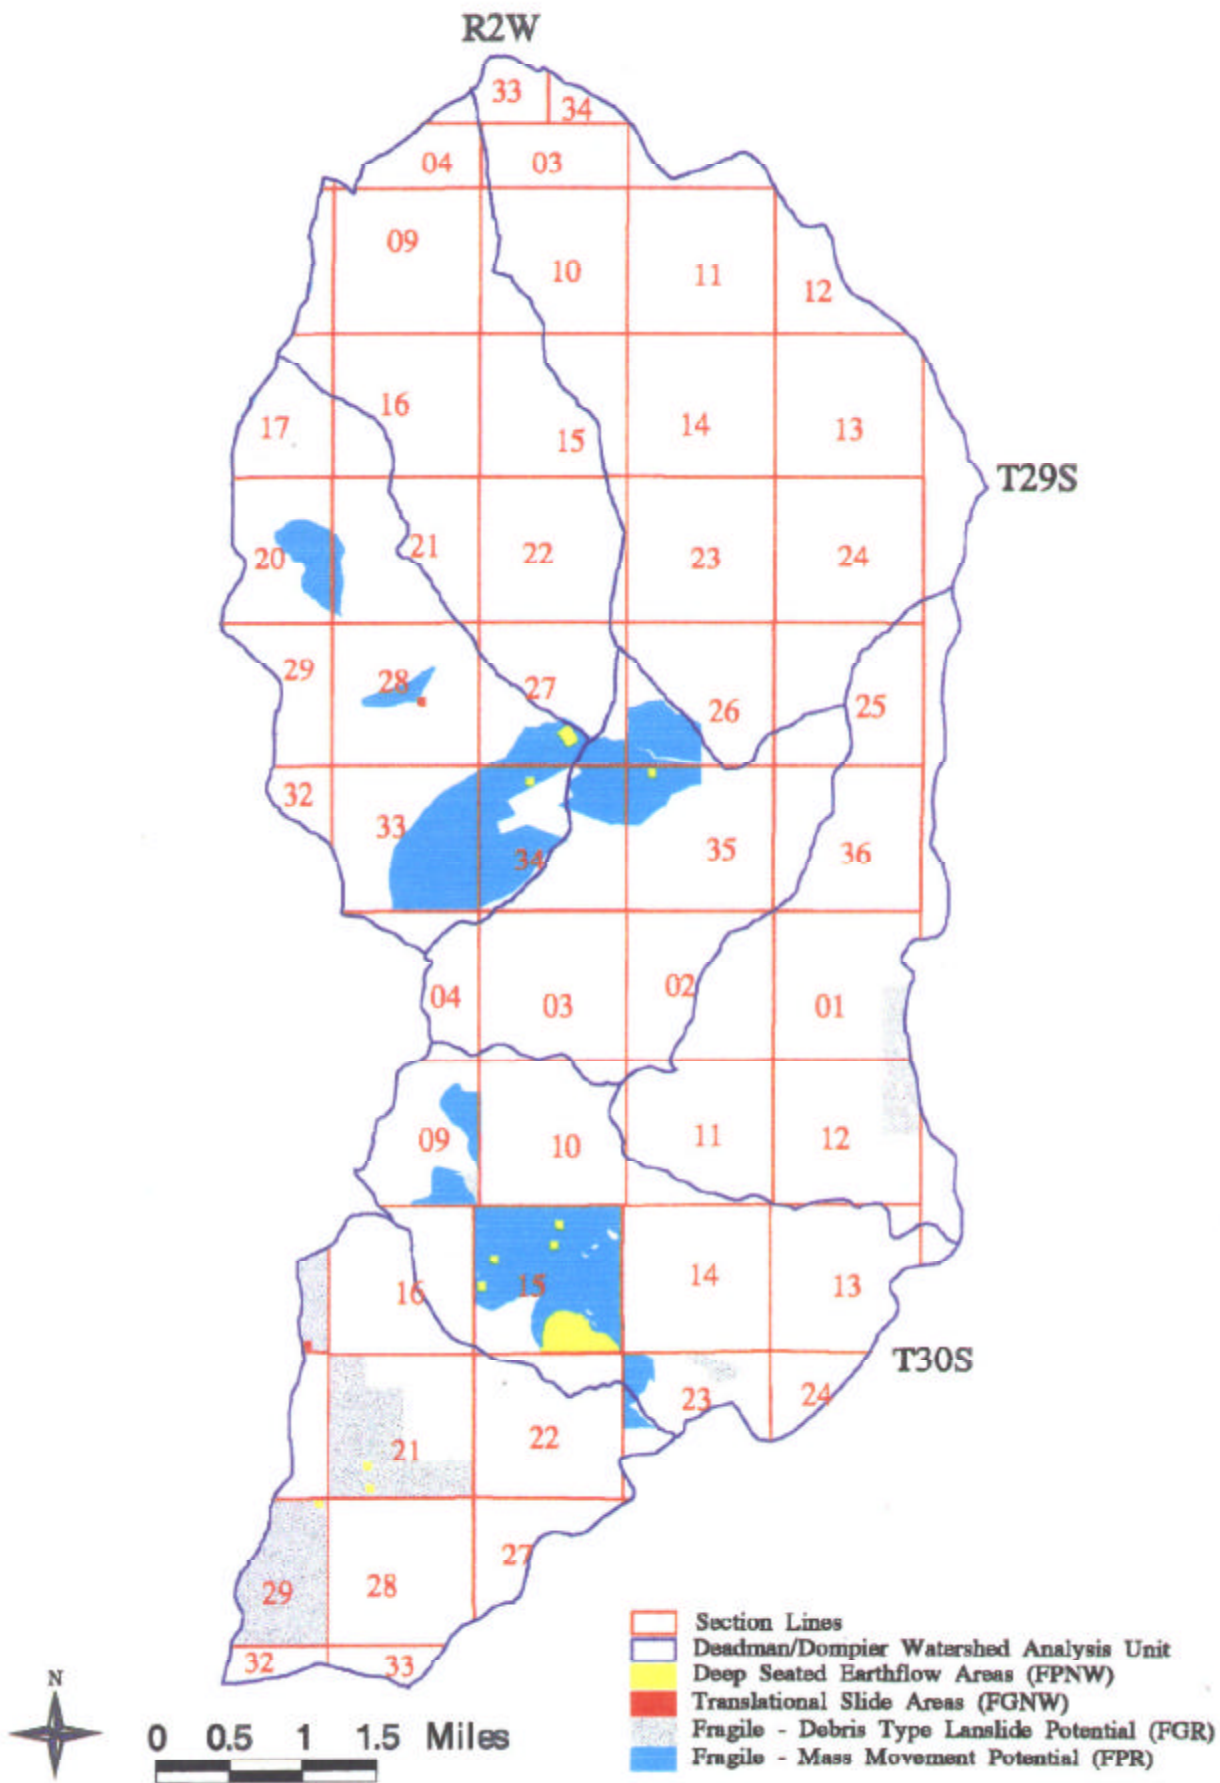 R2W
33
34
04 03
09
10 11
12
16
17
15 14 13
T29S
20 21 22 23 24
29 28 27 26 25
32 33 34 35 36
04 03 02 01
09 10 11 12
16 15 14 13
T30S
23 24
21 22
27
29 28
32 33
Section Lines
Deadman/Dompier Watershed Analysis Unit
Deep Seated Earthflow Areas (FPNW)
Translational Slide Areas (FGNW)
Fragile - Debris Type Lanslide Potential (FGR)
Fragile - Mass Movement Potential (FPR)
N
0 0.5 1 1.5 Miles